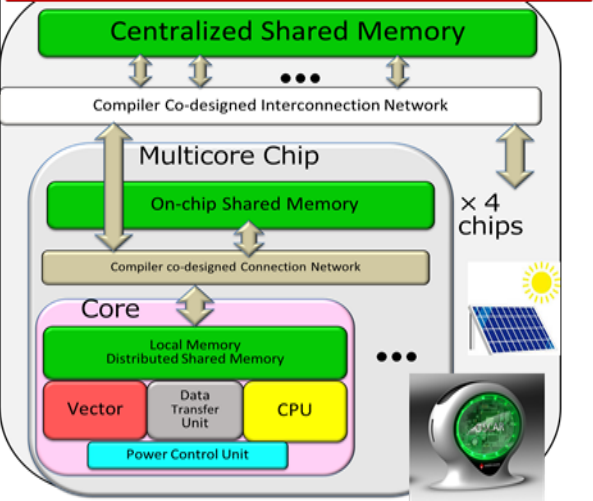 Centralized Shared Memory
•••
Compiler Co-designed Interconnection Network
Multicore Chip
On-chip Shared Memory
× 4
chips
Compiler co-designed Connection Network
Core
Local Memory
Distributed Shared Memory
•••
Vector
Data
Transfer
Unit
CPU
Power Control Unit